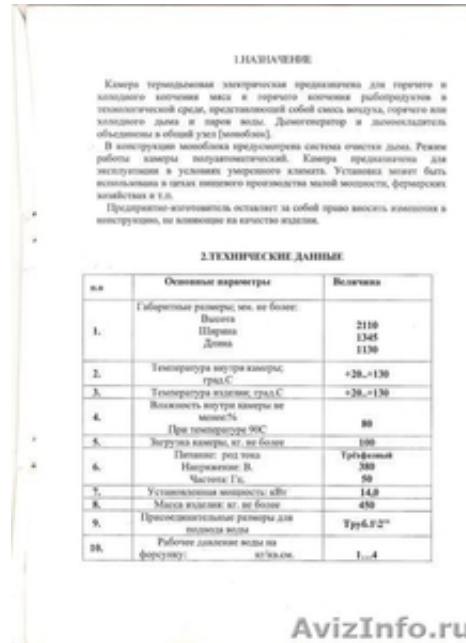 1.НАЗНАЧЕНИЕ
Камера термодымовая электрическая предназначена для горячего и
холодного копчения мяса и горячего копчения рыбопродуктов в
технологической среде, представляющей собой смесь воздуха, горячего или
холодного дыма и паров воды. Дымогенератор и дымоохладитель
объединены в общий узел [моноблок].
В конструкции моноблока предусмотрена система очистки дыма. Режим
работы камеры полуавтоматический. Камера предназначена для
эксплуатации в условиях умеренного климата. Установка может быть
использована в цехах пищевого производства малой мощности, фермерских
хозяйствах и т.п.
Предприятие-изготовитель оставляет за собой право вносить изменения в
конструкцию, не влияющие на качество изделия.
2.ТЕХНИЧЕСКИЕ ДАННЫЕ
п.п Основные параметры Величина
1. Габаритные размеры; мм. не более:
Высота 2110
Ширина 1345
Длина 1130
2. Температура внутри камеры; град.С +20..+130
3. Температура изделия; град.С +20..+130
4. Влажность внутри камеры не
менее:%
При температуре 90С 80
5. Загрузка камеры, кг. не более 100
6. Питание: род тока Трёхфазный
Напряжение: В. 380
Частота: Гц. 50
7. Установленная мощность: кВт 14,0
8. Масса изделия: кг. не более 450
9. Присоединительные размеры для
подвода воды Труб.1\2""
10. Рабочее давление воды на
форсунку: кг/кв.см. 1…4
AvizInfo.ru